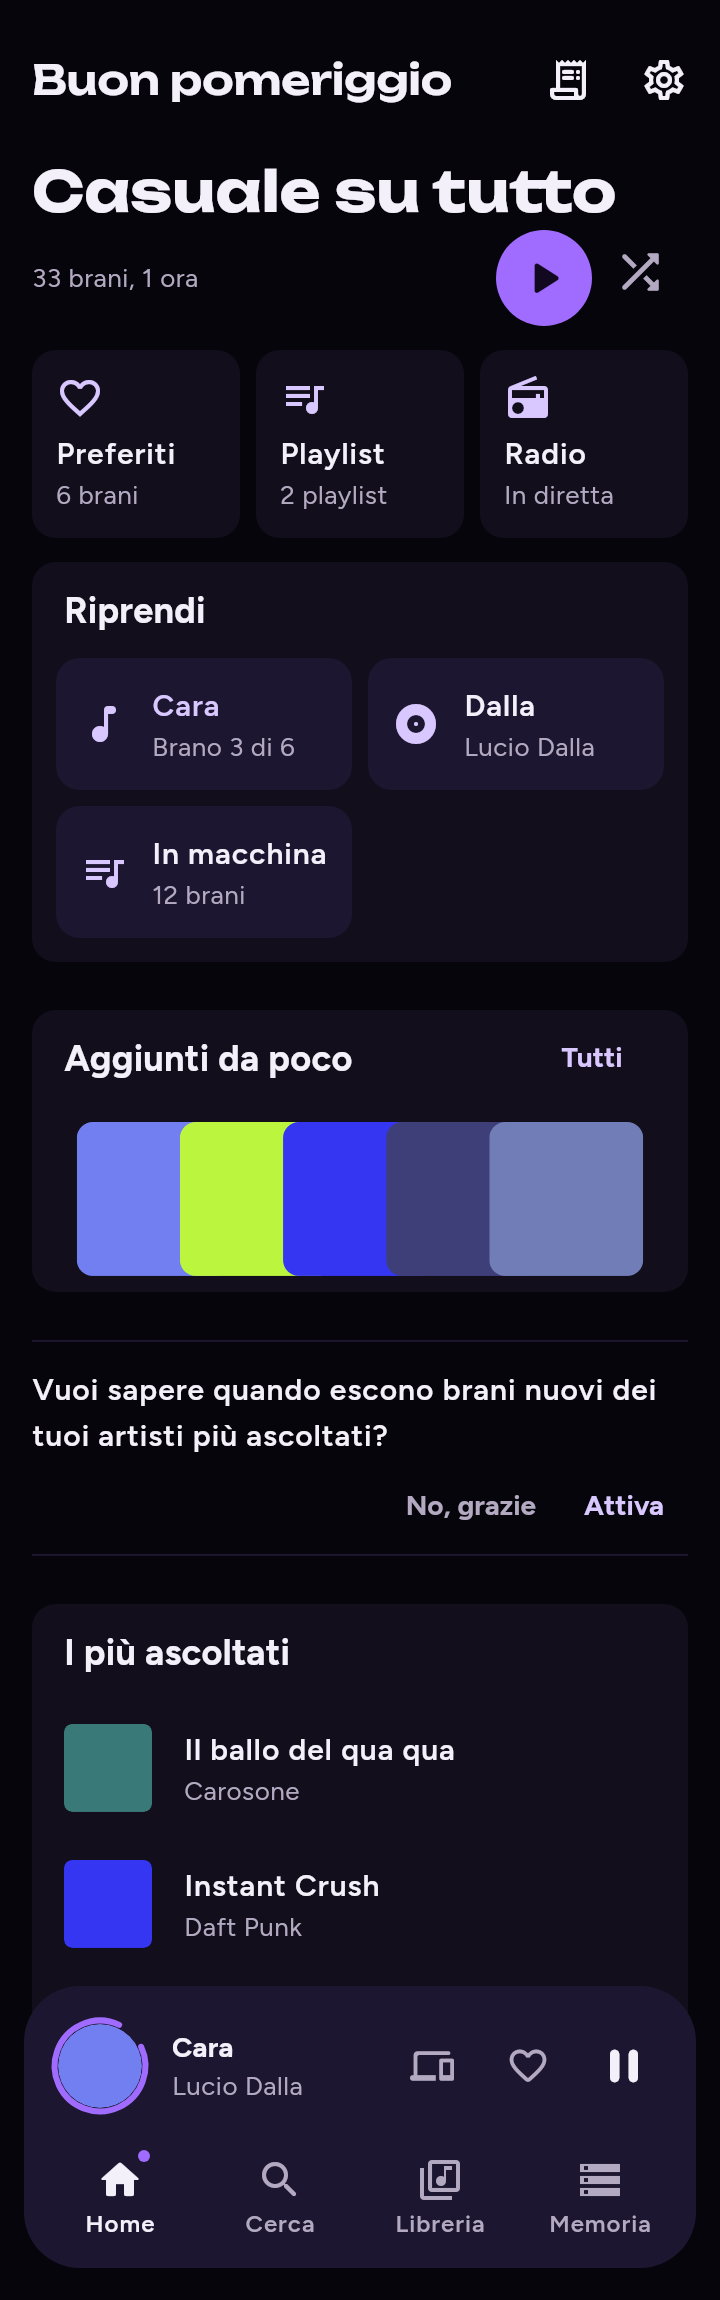 Buon pomeriggio
Casuale su tutto
33 brani, 1 ora
Preferiti
6 brani
Playlist
2 playlist
Radio
In diretta
Riprendi
Cara
Brano 3 di 6
Dalla
Lucio Dalla
In macchina
12 brani
Aggiunti da poco
Tutti
Vuoi sapere quando escono brani nuovi dei
tuoi artisti più ascoltati?
No, grazie
Attiva
I più ascoltati
Il ballo del qua qua
Carosone
Instant Crush
Daft Punk
Cara
Lucio Dalla
Home
Cerca
Libreria
Memoria